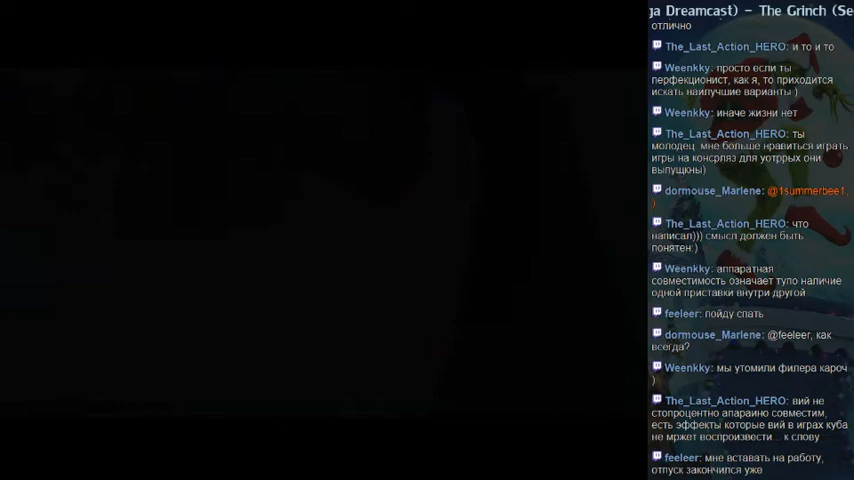 ga Dreamcast) - The Grinch (Se
отлично
The_Last_Action_HERO: и то и то
Weenkky: просто если ты
перфекционист, как я, то приходится
искать наилучшие варианты )
Weenkky: иначе жизни нет
The_Last_Action_HERO: ты
молодец. мне больше нравиться играть
игры на консрляз для уотррых они
выпущкны)
dormouse_Marlene: @1summerbee1,
)
The_Last_Action_HERO: что
написал))) смысл должен быть
понятен:)
Weenkky: аппаратная
совместимость означает тупо наличие
одной приставки внутри другой
feeleer: пойду спать
dormouse_Marlene: @feeleer, как
всегда?
Weenkky: мы утомили филера кароч
)
The_Last_Action_HERO: вий не
стопроцентно апараино совместим,
есть эффекты которые вий в играх куба
не мржет воспроизвести... к слову
feeleer: мне вставать на работу,
отпуск закончился уже